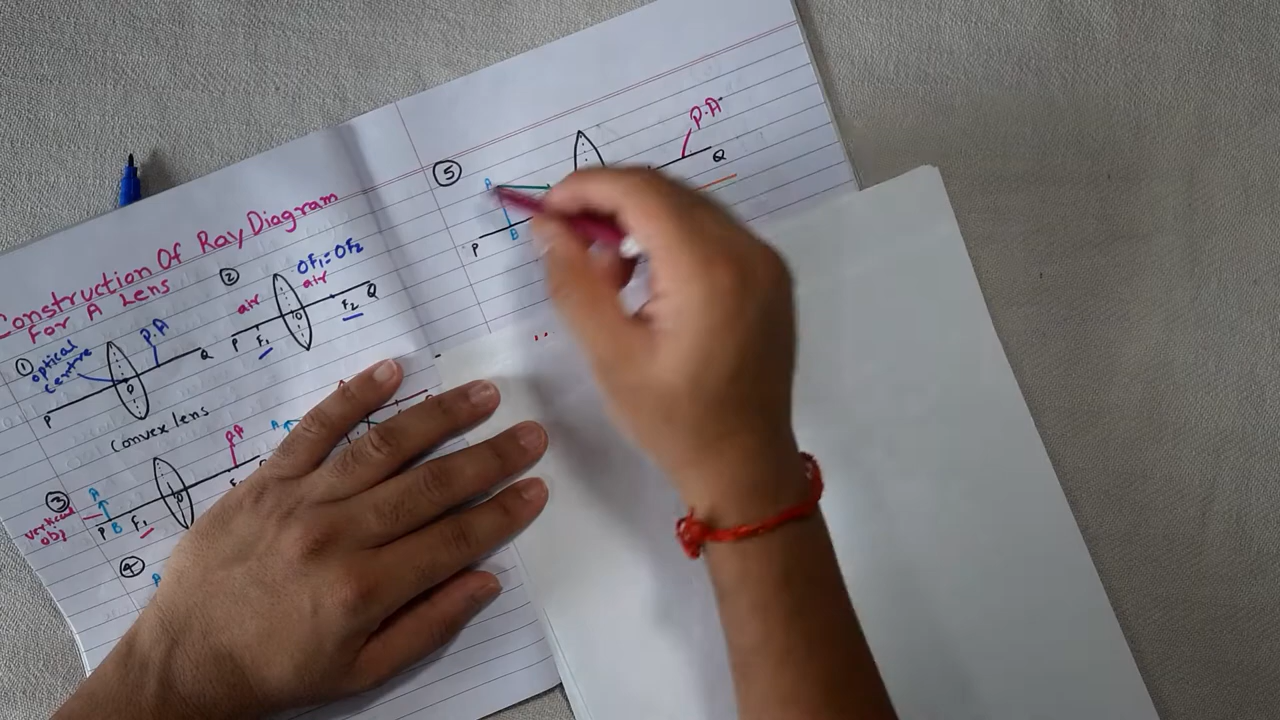 Construction Of Ray Diagram
For A Lens
①
optical
centre
P.A
P
O
Q
Convex lens
②
OF₁=OF₂
air
air
P
F₁
O
F₂
Q
③
A
vertical
obj
P
B
F₁
O
P.A
④
A
A
⑤
A
B
P
P.A
Q